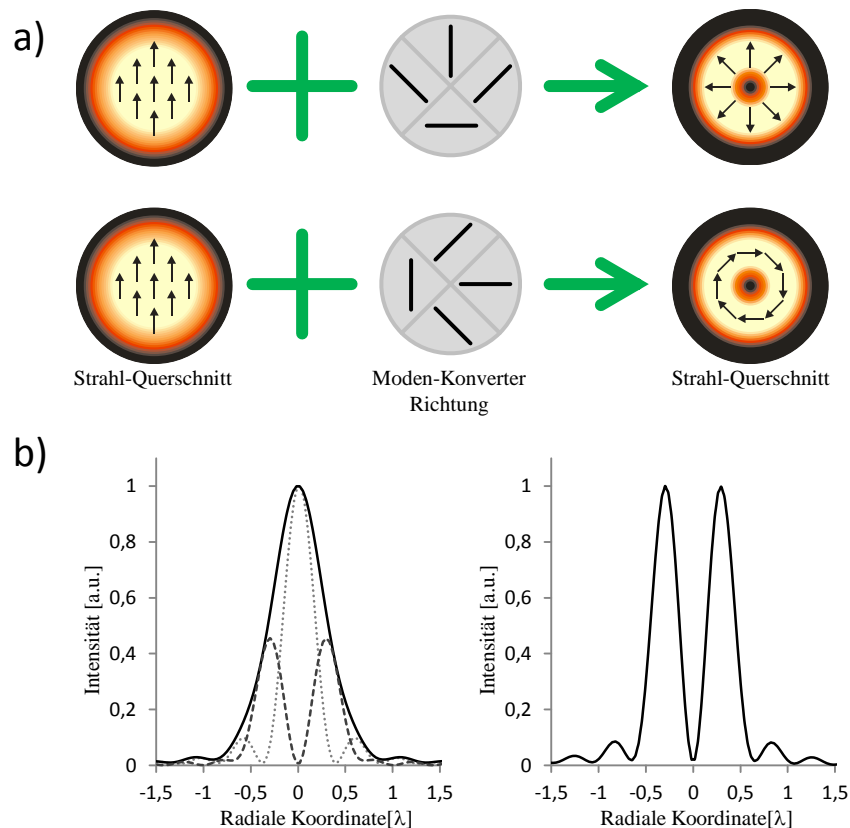 a)
Strahl-Querschnitt
Moden-Konverter
Richtung
Strahl-Querschnitt
b)
Intensität [a.u.]
1
0,8
0,6
0,4
0,2
0
-1,5 -1 -0,5 0 0,5 1 1,5
Radiale Koordinate[λ]
Intensität [a.u.]
1
0,8
0,6
0,4
0,2
0
-1,5 -1 -0,5 0 0,5 1 1,5
Radiale Koordinate[λ]